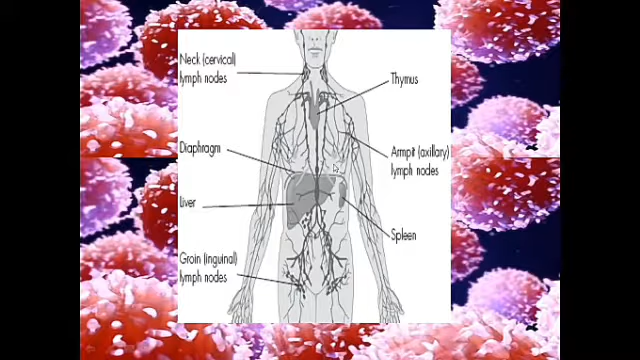 Neck (cervical)
lymph nodes
Thymus
Diaphragm
Armpit (axillary)
lymph nodes
Liver
Spleen
Groin (inguinal)
lymph nodes